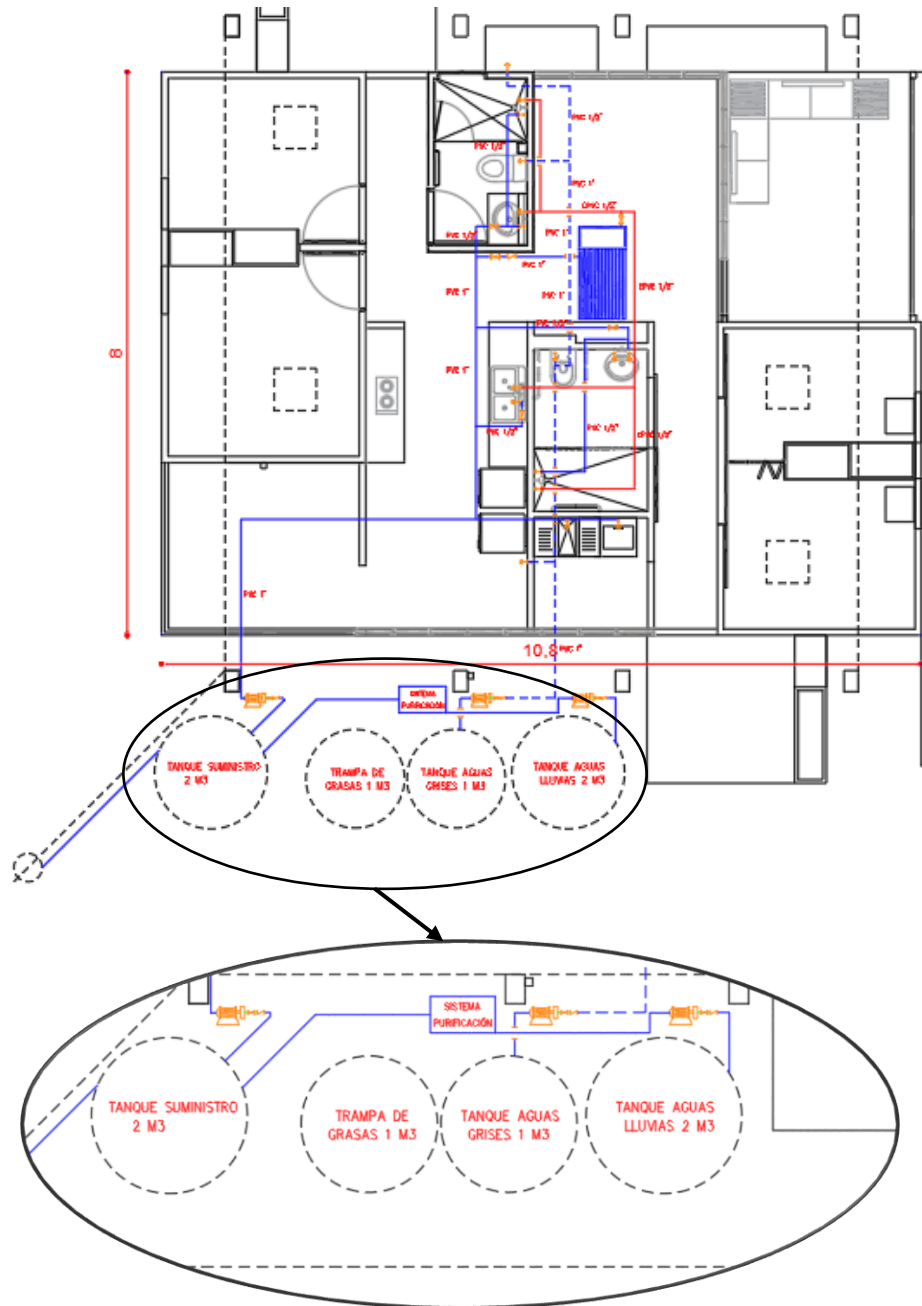 PVC 1/2"
PVC 1/2"
PVC 1"
CPVC 1/2"
PVC 1"
PVC 1/2"
PVC 1"
CPVC 1/2"
PVC 1"
PVC 1"
PVC 1/2"
8
PVC 1"
PVC 1/2"
PVC 1/2"
CPVC 1/2"
PVC 1"
10.8
PVC 1"
SISTEMA
PURIFICACIÓN
TANQUE SUMINISTRO
2 M3
TRAMPA DE
GRASAS 1 M3
TANQUE AGUAS
GRISES 1 M3
TANQUE AGUAS
LLUVIAS 2 M3
SISTEMA
PURIFICACIÓN
TANQUE SUMINISTRO
2 M3
TRAMPA DE
GRASAS 1 M3
TANQUE AGUAS
GRISES 1 M3
TANQUE AGUAS
LLUVIAS 2 M3